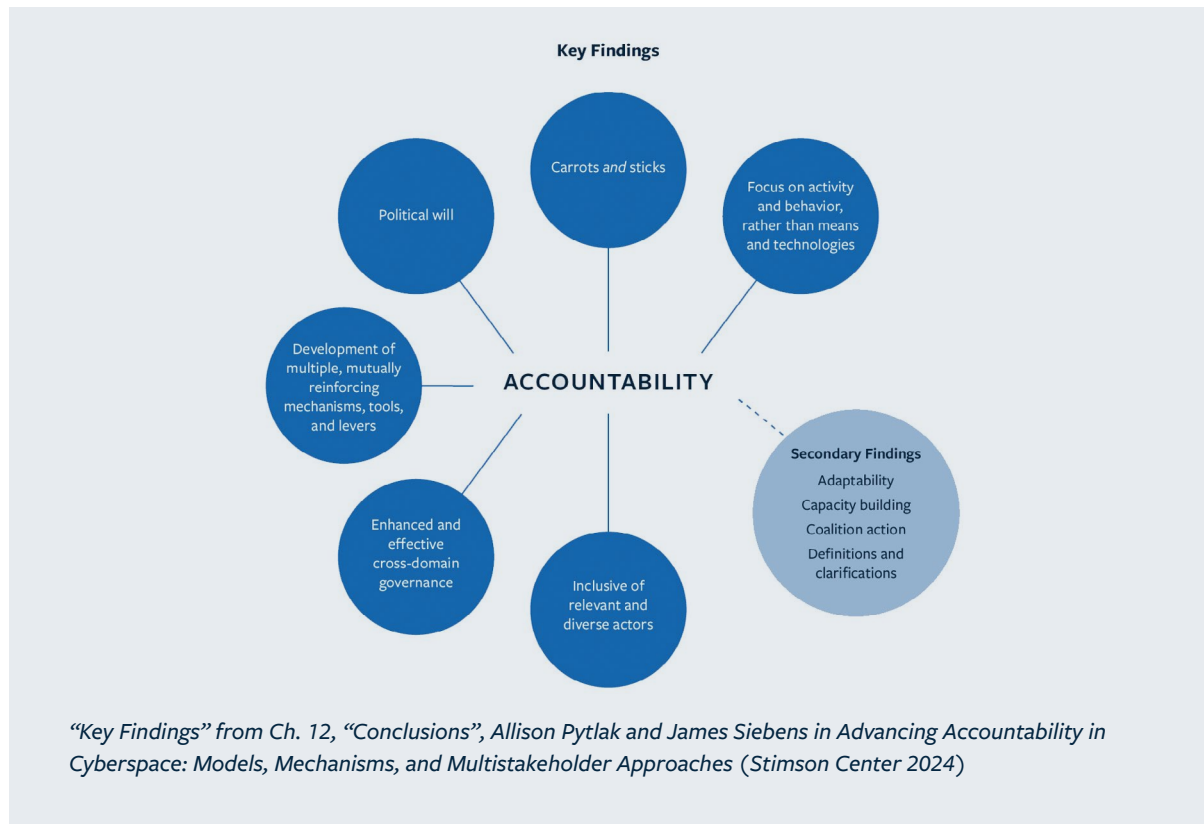 Key Findings
Carrots and sticks
Political will
Focus on activity
and behavior,
rather than means
and technologies
Development of
multiple, mutually
reinforcing
mechanisms, tools,
and levers
ACCOUNTABILITY
Secondary Findings
Adaptability
Capacity building
Coalition action
Definitions and
clarifications
Enhanced and
effective
cross-domain
governance
Inclusive of
relevant and
diverse actors
“Key Findings” from Ch. 12, “Conclusions”, Allison Pytlak and James Siebens in Advancing Accountability in
Cyberspace: Models, Mechanisms, and Multistakeholder Approaches (Stimson Center 2024)